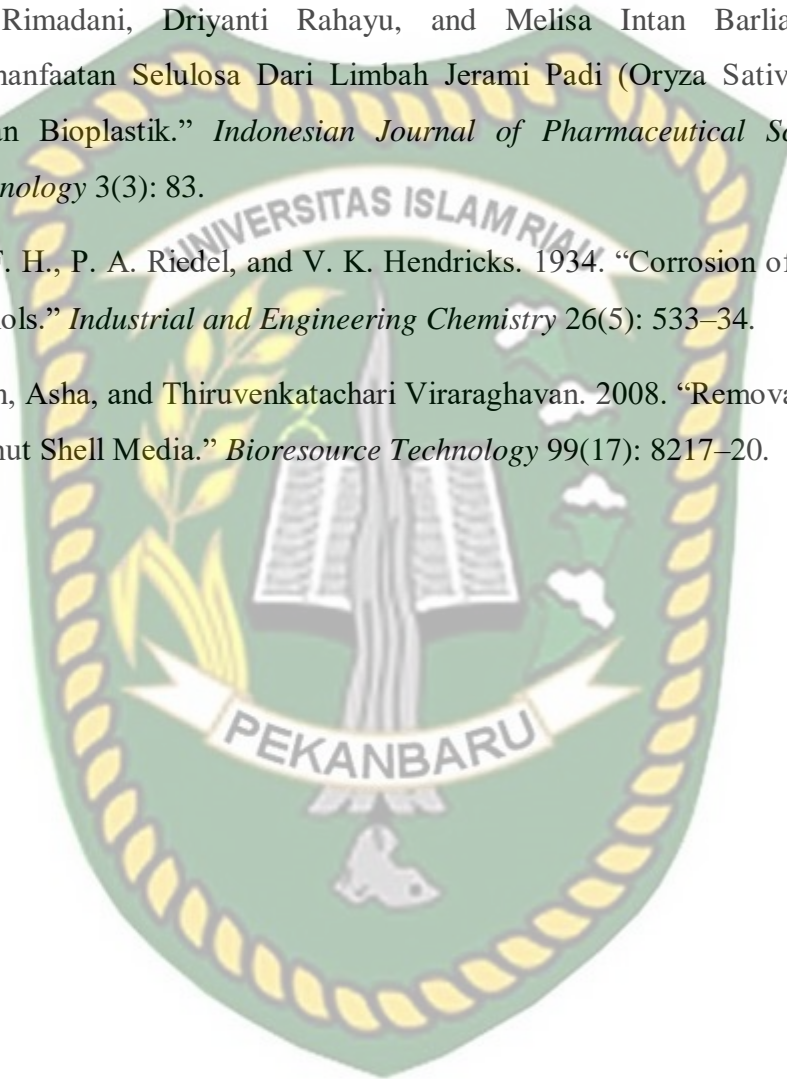 Rimadani, Driyanti Rahayu, and Melisa Intan Barlia
manfaatan Selulosa Dari Limbah Jerami Padi (Oryza Sativ
an Bioplastik.” Indonesian Journal of Pharmaceutical Sc
nology 3(3): 83.
UNIVERSITAS ISLAM RIAU
F. H., P. A. Riedel, and V. K. Hendricks. 1934. “Corrosion of
hols.” Industrial and Engineering Chemistry 26(5): 533–34.
n, Asha, and Thiruvenkatachari Viraraghavan. 2008. “Remova
nut Shell Media.” Bioresource Technology 99(17): 8217–20.
PEKANBARU